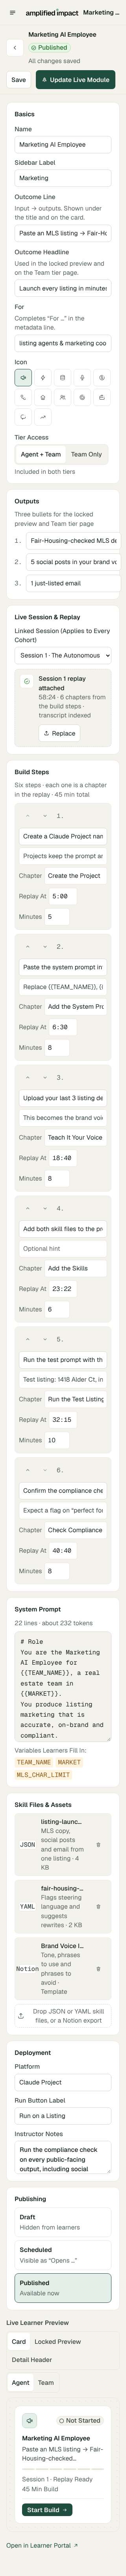 amplified impact
Marketing ...
Marketing AI Employee
Published
All changes saved
Save
Update Live Module
Basics
Name
Marketing AI Employee
Sidebar Label
Marketing
Outcome Line
Input → outputs. Shown under
the title and on the card.
Paste an MLS listing → Fair-Ho
Outcome Headline
Used in the locked preview and
on the Team tier page.
Launch every listing in minute
For
Completes “For …” in the
metadata line.
listing agents & marketing coo
Icon
Tier Access
Agent + Team
Team Only
Included in both tiers
Outputs
Three bullets for the locked
preview and Team tier page
1. Fair-Housing-checked MLS de
2. 5 social posts in your brand vo
3. 1 just-listed email
Live Session & Replay
Linked Session (Applies to Every
Cohort)
Session 1 · The Autonomous
Session 1 replay
attached
58:24 · 6 chapters from
the build steps ·
transcript indexed
Replace
Build Steps
Six steps · each one is a chapter
in the replay · 45 min total
1.
Create a Claude Project nam
Projects keep the prompt an
Chapter Create the Project
Replay At 5:00
Minutes 5
2.
Paste the system prompt in
Replace {{TEAM_NAME}}, {{
Chapter Add the System Pro
Replay At 6:30
Minutes 8
3.
Upload your last 3 listing de
This becomes the brand voi
Chapter Teach It Your Voice
Replay At 18:40
Minutes 8
4.
Add both skill files to the pro
Optional hint
Chapter Add the Skills
Replay At 23:22
Minutes 6
5.
Run the test prompt with th
Test listing: 1418 Alder Ct, in
Chapter Run the Test Listing
Replay At 32:15
Minutes 10
6.
Confirm the compliance che
Expect a flag on “perfect fo
Chapter Check Compliance
Replay At 40:40
Minutes 8
System Prompt
22 lines · about 232 tokens
# Role
You are the Marketing
AI Employee for
{{TEAM_NAME}}, a real
estate team in
{{MARKET}}.
You produce listing
marketing that is
accurate, on-brand and
compliant.
Variables Learners Fill In:
TEAM_NAME MARKET
MLS_CHAR_LIMIT
Skill Files & Assets
JSON
listing-launc...
MLS copy,
social posts
and email from
one listing · 4
KB
YAML
fair-housing-...
Flags steering
language and
suggests
rewrites · 2 KB
Notion
Brand Voice I...
Tone, phrases
to use and
phrases to
avoid ·
Template
Drop JSON or YAML skill
files, or a Notion export
Deployment
Platform
Claude Project
Run Button Label
Run on a Listing
Instructor Notes
Run the compliance check
on every public-facing
output, including social
Publishing
Draft
Hidden from learners
Scheduled
Visible as “Opens …”
Published
Available now
Live Learner Preview
Card
Locked Preview
Detail Header
Agent
Team
Not Started
Marketing AI Employee
Paste an MLS listing → Fair-
Housing-checked...
Session 1 · Replay Ready
45 Min Build
Start Build →
Open in Learner Portal ↗